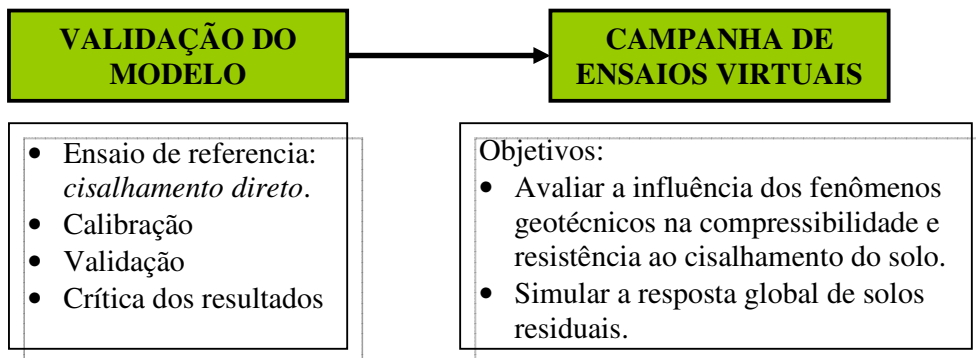 VALIDAÇÃO DO
MODELO
CAMPANHA DE
ENSAIOS VIRTUAIS
• Ensaio de referencia:
cisalhamento direto.
• Calibração
• Validação
• Crítica dos resultados
Objetivos:
• Avaliar a influência dos fenômenos
geotécnicos na compressibilidade e
resistência ao cisalhamento do solo.
• Simular a resposta global de solos
residuais.